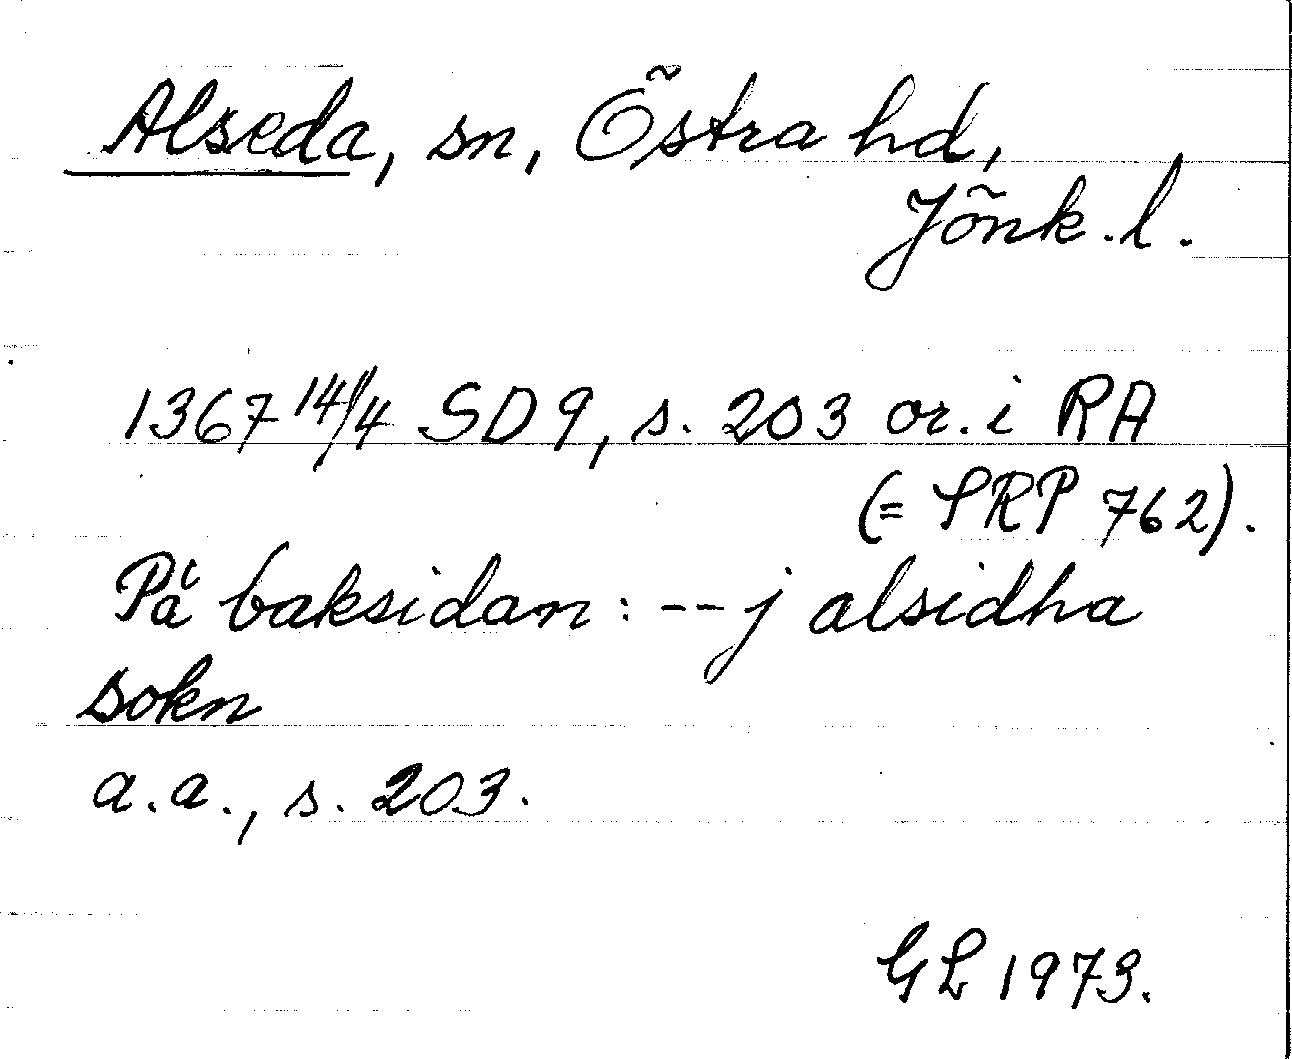 Alseda, sn, Östra hd,
Jönk.l.
1367 14/4 SD 9, s. 203 or. i RA
(= SRP 762).
På baksidan: -- j alsidha
sokn
a.a., s. 203.
GL 1973.